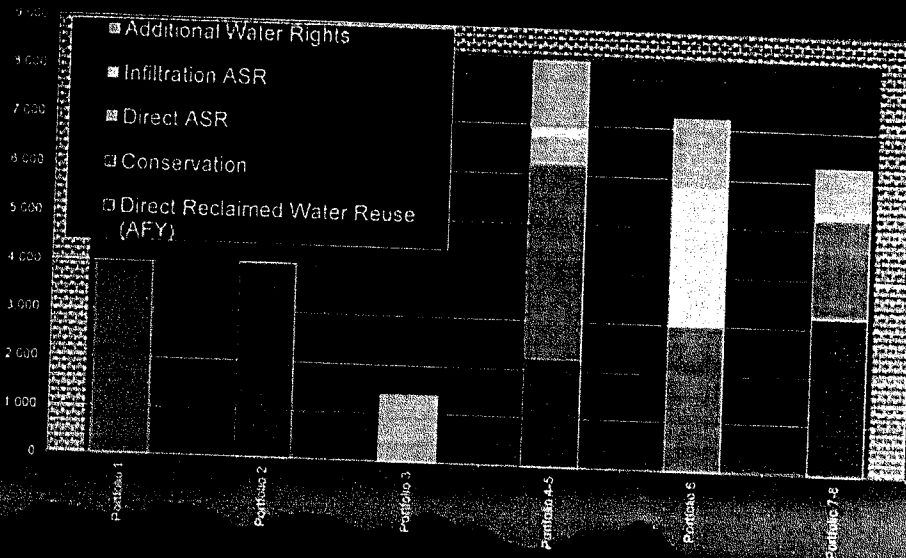 9 000
8 000
7 000
6 000
5 000
4 000
3 000
2 000
1 000
0
Additional Water Rights
Infiltration ASR
Direct ASR
Conservation
Direct Reclaimed Water Reuse
(AFY)
Portfolio 1
Portfolio 2
Portfolio 3
Portfolio 4-5
Portfolio 6
Portfolio 7-8